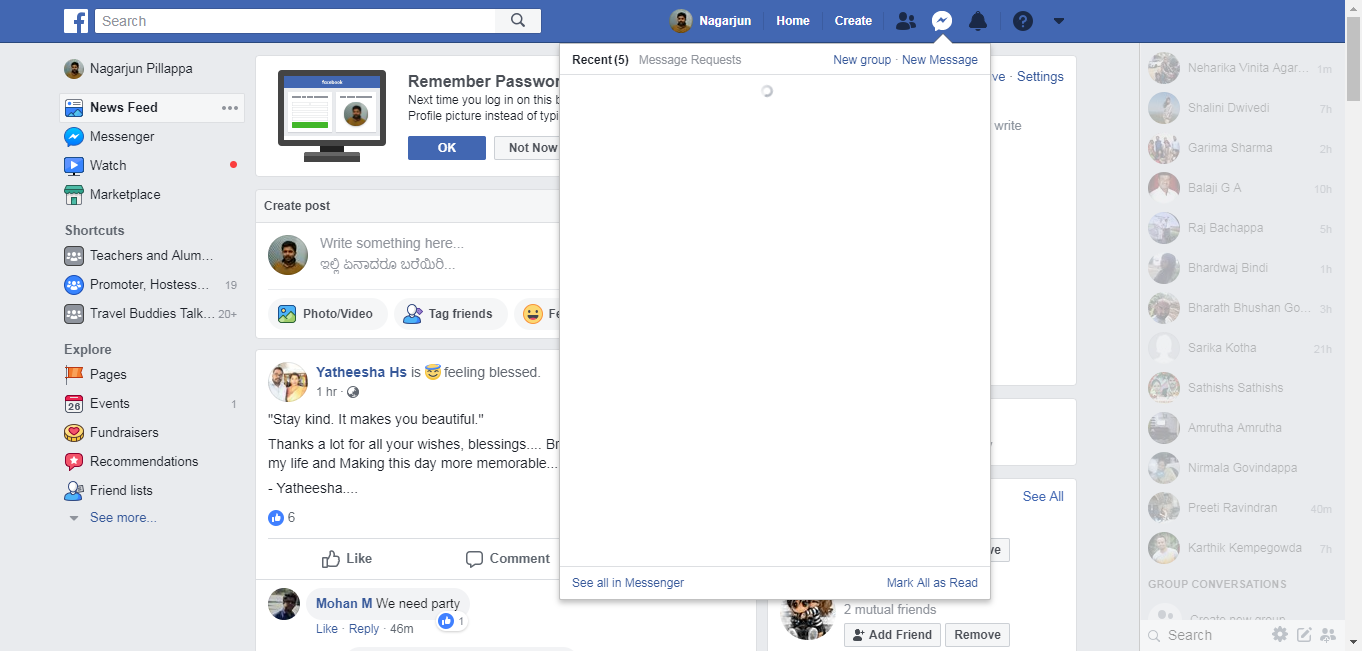 Search
Nagarjun
Home
Create
Nagarjun Pillappa
News Feed
Messenger
Watch
Marketplace
Shortcuts
Teachers and Alum...
Promoter, Hostess... 19
Travel Buddies Talk... 20+
Explore
Pages
Events 1
Fundraisers
Recommendations
Friend lists
See more...
facebook
Remember Passwor
Next time you log in on this b
Profile picture instead of typi
OK
Not Now
Create post
Write something here...
ಇಲ್ಲಿ ಏನಾದರೂ ಬರೆಯಿರಿ...
Photo/Video
Tag friends
Fe
Yatheesha Hs is 😇 feeling blessed.
1 hr ·
"Stay kind. It makes you beautiful."
Thanks a lot for all your wishes, blessings.... Br
my life and Making this day more memorable...
- Yatheesha....
6
Like
Comment
Mohan M We need party
1
Like · Reply · 46m
Recent (5)
Message Requests
New group · New Message
See all in Messenger
Mark All as Read
ve · Settings
write
See All
ve
2 mutual friends
Add Friend
Remove
Neharika Vinita Agar... 1m
Shalini Dwivedi 7h
Garima Sharma 2h
Balaji G A 10h
Raj Bachappa 5h
Bhardwaj Bindi 1h
Bharath Bhushan Go... 3h
Sarika Kotha 21h
Sathishs Sathishs
Amrutha Amrutha
Nirmala Govindappa
Preeti Ravindran 40m
Karthik Kempegowda 7h
GROUP CONVERSATIONS
Create new group
Search